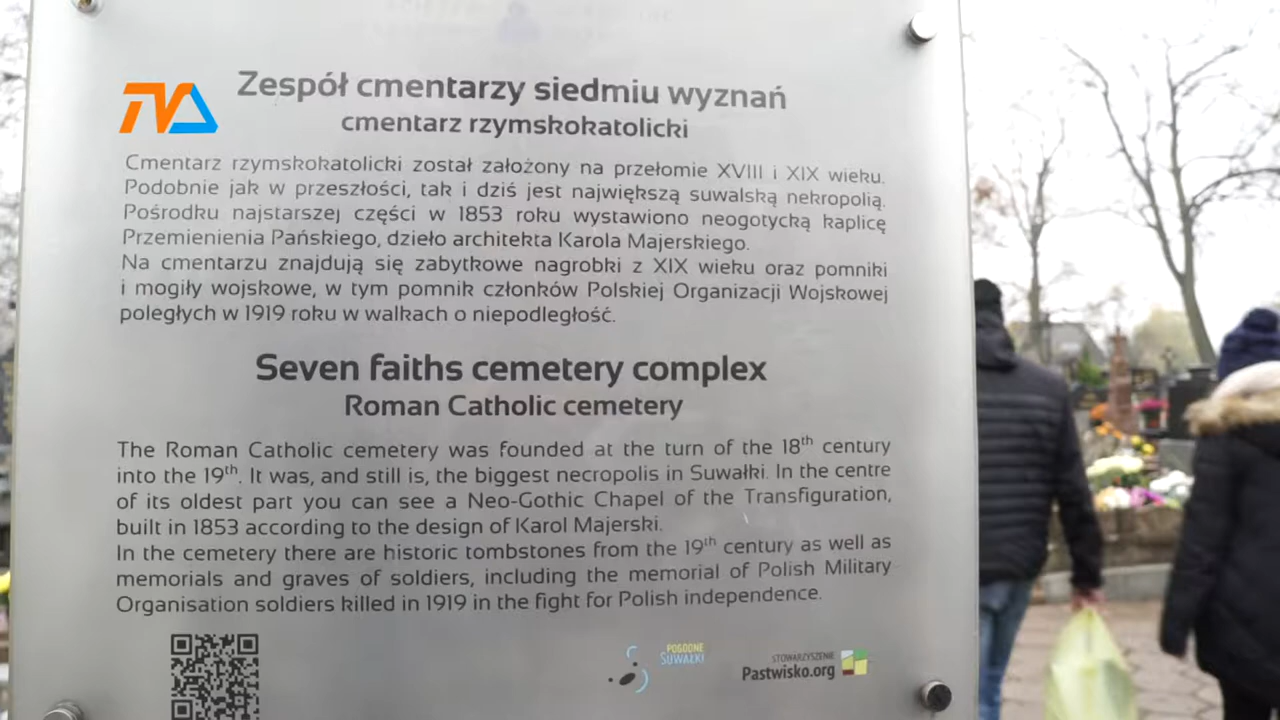 TVA
Zespół cmentarzy siedmiu wyznań
cmentarz rzymskokatolicki
Cmentarz rzymskokatolicki został założony na przełomie XVIII i XIX wieku.
Podobnie jak w przeszłości, tak i dziś jest największą suwalską nekropolią.
Pośrodku najstarszej części w 1853 roku wystawiono neogotycką kaplicę
Przemienienia Pańskiego, dzieło architekta Karola Majerskiego.
Na cmentarzu znajdują się zabytkowe nagrobki z XIX wieku oraz pomniki
i mogiły wojskowe, w tym pomnik członków Polskiej Organizacji Wojskowej
poległych w 1919 roku w walkach o niepodległość.
Seven faiths cemetery complex
Roman Catholic cemetery
The Roman Catholic cemetery was founded at the turn of the 18th century
into the 19th. It was, and still is, the biggest necropolis in Suwałki. In the centre
of its oldest part you can see a Neo-Gothic Chapel of the Transfiguration,
built in 1853 according to the design of Karol Majerski.
In the cemetery there are historic tombstones from the 19th century as well as
memorials and graves of soldiers, including the memorial of Polish Military
Organisation soldiers killed in 1919 in the fight for Polish independence.
POGODNE
SUWAŁKI
STOWARZYSZENIE
Pastwisko.org